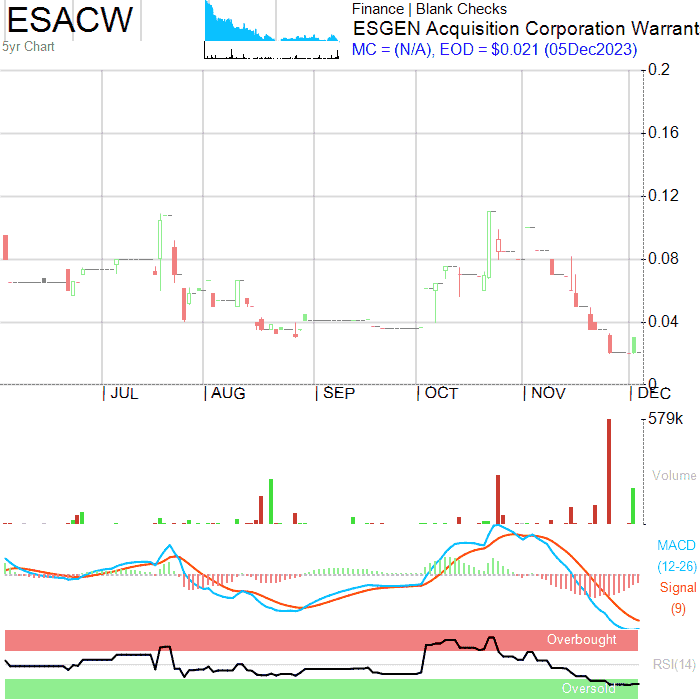 ESACW
5yr Chart
Finance | Blank Checks
ESGEN Acquisition Corporation Warrant
MC = (N/A), EOD = $0.021 (05Dec2023)
0.2
0.16
0.12
0.08
0.04
0
JUL AUG SEP OCT NOV DEC
579k
Volume
MACD
(12-26)
Signal
(9)
Overbought
RSI(14)
Oversold